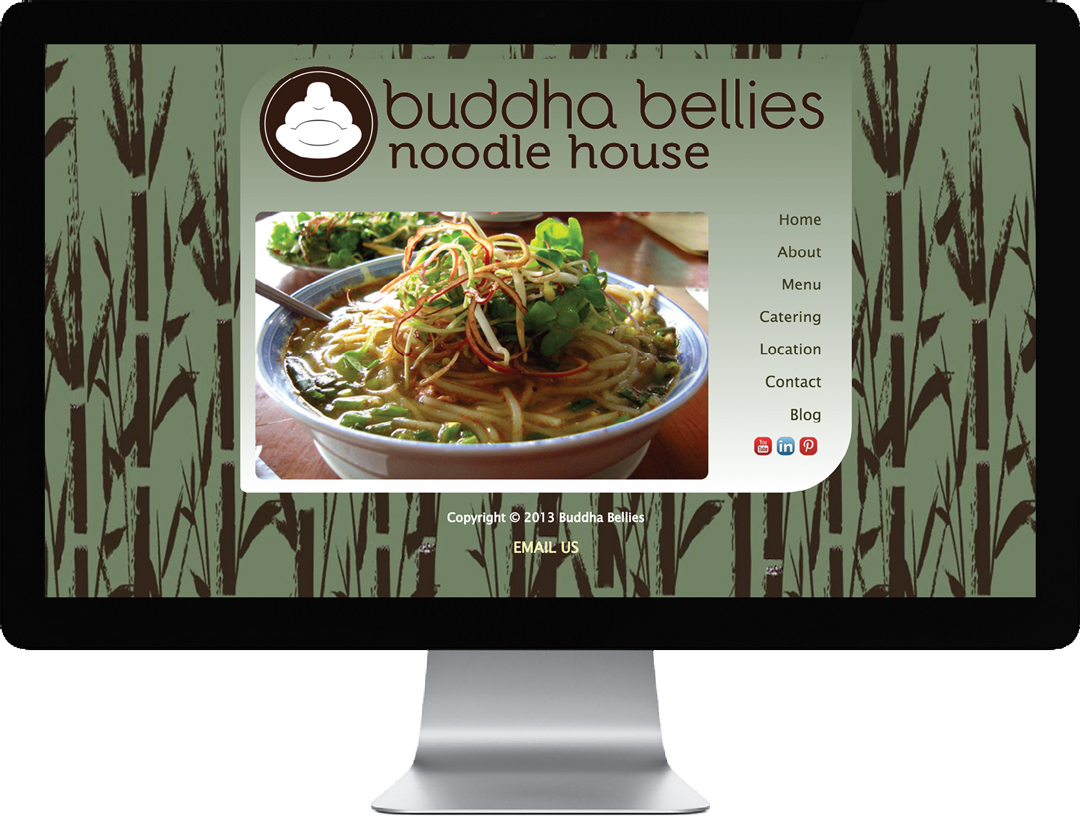 buddha bellies
noodle house
Home
About
Menu
Catering
Location
Contact
Blog
You
Tube
in
Copyright © 2013 Buddha Bellies
EMAIL US